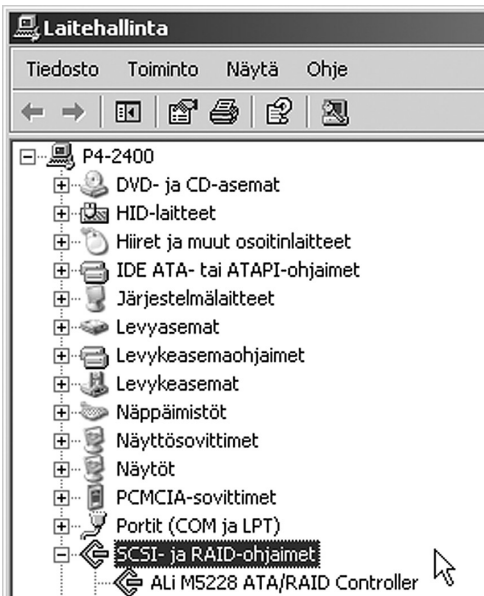 Laitehallinta
Tiedosto Toiminto Näytä Ohje
P4-2400
DVD- ja CD-asemat
HID-laitteet
Hiiret ja muut osoitinlaitteet
IDE ATA- tai ATAPI-ohjaimet
Järjestelmälaitteet
Levyasemat
Levykeasemaohjaimet
Levykeasemat
Näppäimistöt
Näyttösovittimet
Näytöt
PCMCIA-sovittimet
Portit (COM ja LPT)
SCSI- ja RAID-ohjaimet
ALi M5228 ATA/RAID Controller